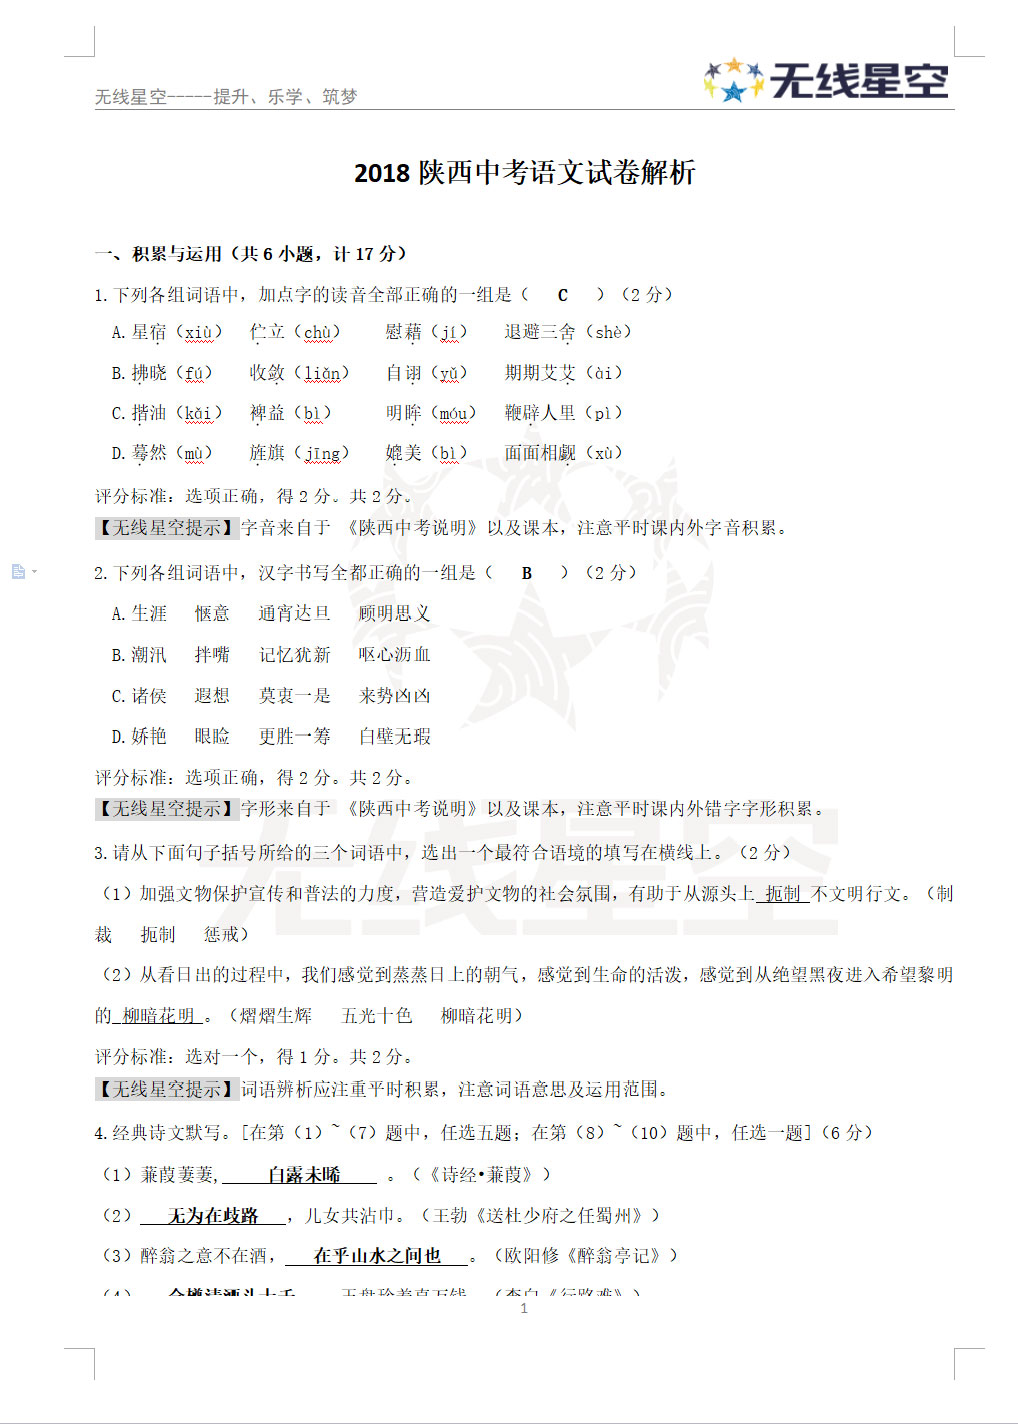 无线星空-----提升、乐学、筑梦
无线星空
2018 陕西中考语文试卷解析
一、积累与运用（共 6 小题，计 17 分）
1.下列各组词语中，加点字的读音全部正确的一组是（ C ）（2 分）
A.星宿（xiù） 伫立（chù） 慰藉（jí） 退避三舍（shè）
B.拂晓（fú） 收敛（liǎn） 自诩（yǔ） 期期艾艾（ài）
C.揩油（kǎi） 裨益（bì） 明眸（móu） 鞭辟人里（pì）
D.蓦然（mù） 旌旗（jīng） 媲美（bì） 面面相觑（xù）
评分标准：选项正确，得 2 分。共 2 分。
【无线星空提示】字音来自于 《陕西中考说明》以及课本，注意平时课内外字音积累。
2.下列各组词语中，汉字书写全都正确的一组是（ B ）（2 分）
A.生涯 惬意 通宵达旦 顾明思义
B.潮汛 拌嘴 记忆犹新 呕心沥血
C.诸侯 遐想 莫衷一是 来势凶凶
D.娇艳 眼睑 更胜一筹 白壁无瑕
评分标准：选项正确，得 2 分。共 2 分。
【无线星空提示】字形来自于 《陕西中考说明》以及课本，注意平时课内外错字字形积累。
3.请从下面句子括号所给的三个词语中，选出一个最符合语境的填写在横线上。（2 分）
（1）加强文物保护宣传和普法的力度，营造爱护文物的社会氛围，有助于从源头上 扼制 不文明行文。（制
裁 扼制 惩戒）
（2）从看日出的过程中，我们感觉到蒸蒸日上的朝气，感觉到生命的活泼，感觉到从绝望黑夜进入希望黎明
的 柳暗花明 。（熠熠生辉 五光十色 柳暗花明）
评分标准：选对一个，得 1 分。共 2 分。
【无线星空提示】词语辨析应注重平时积累，注意词语意思及运用范围。
4.经典诗文默写。[在第（1）~（7）题中，任选五题；在第（8）~（10）题中，任选一题]（6 分）
（1）蒹葭萋萋, 白露未晞 。（《诗经•蒹葭》）
（2） 无为在歧路 ，儿女共沾巾。（王勃《送杜少府之任蜀州》）
（3）醉翁之意不在酒， 在乎山水之间也 。（欧阳修《醉翁亭记》）
（4） 金樽清酒斗十千 ，玉盘珍羞直万钱。（李白《行路难》）
1
无线星空